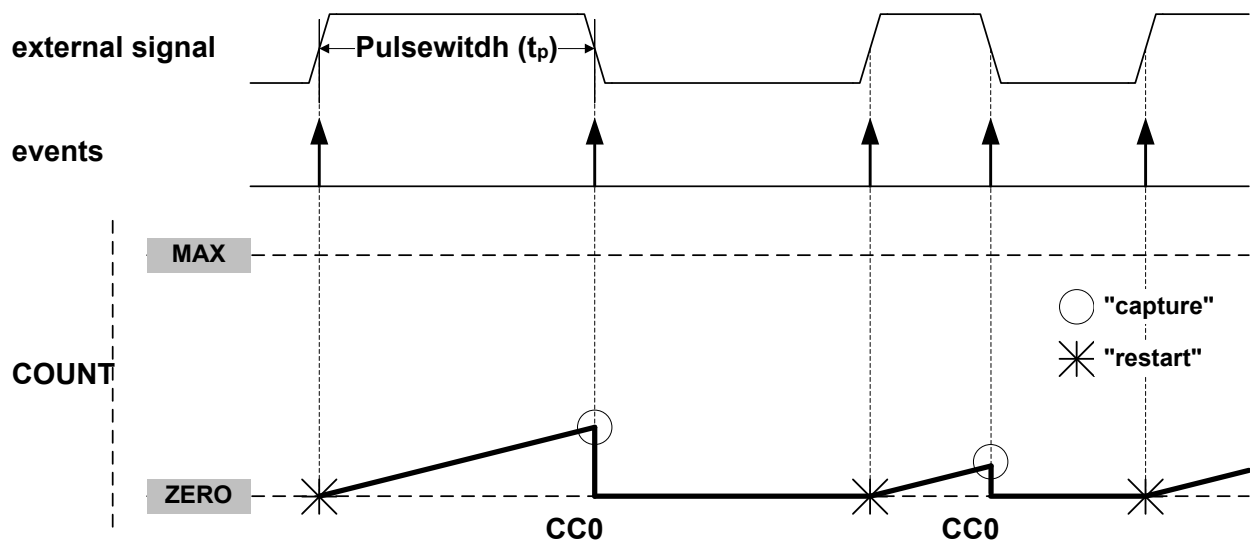 external signal
Pulsewitdh (tp)
events
MAX
"capture"
"restart"
COUNT
ZERO
CC0
CC0